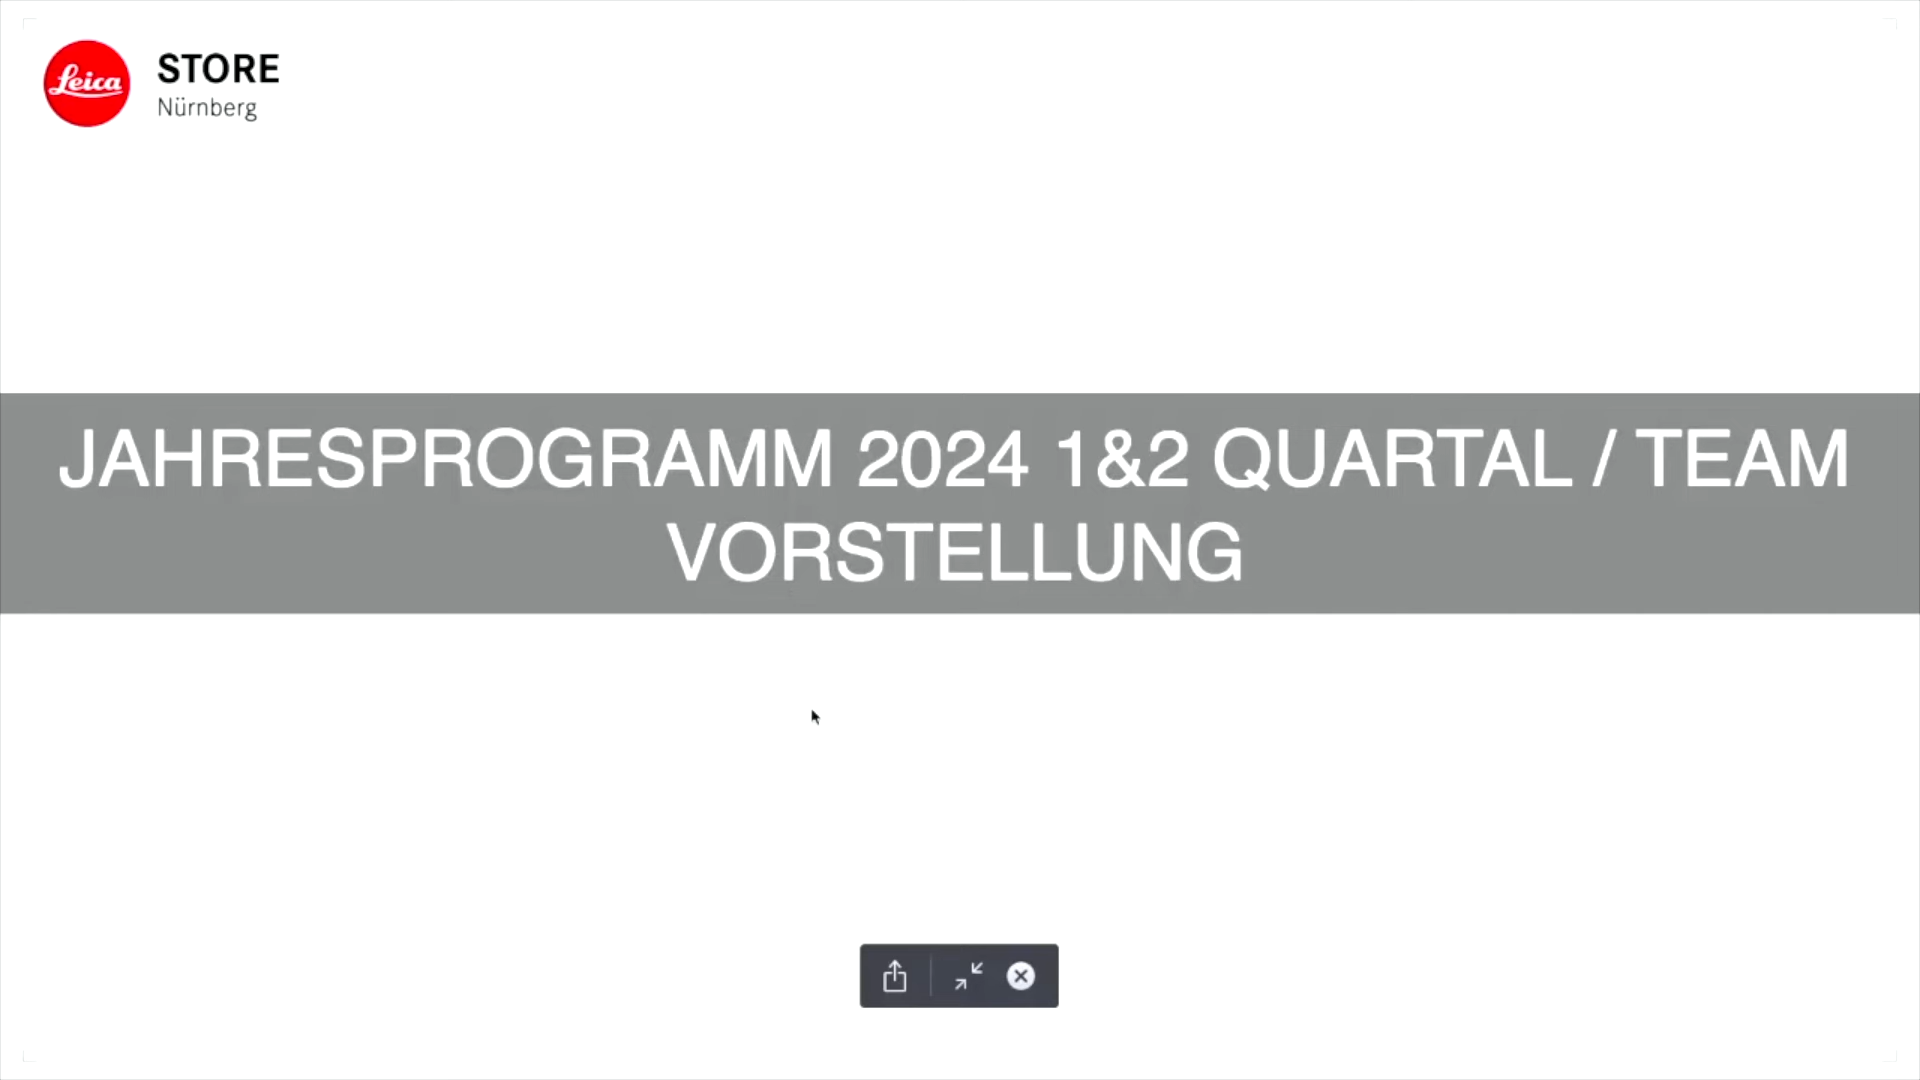 Leica
STORE
Nürnberg
JAHRESPROGRAMM 2024 1&2 QUARTAL / TEAM
VORSTELLUNG